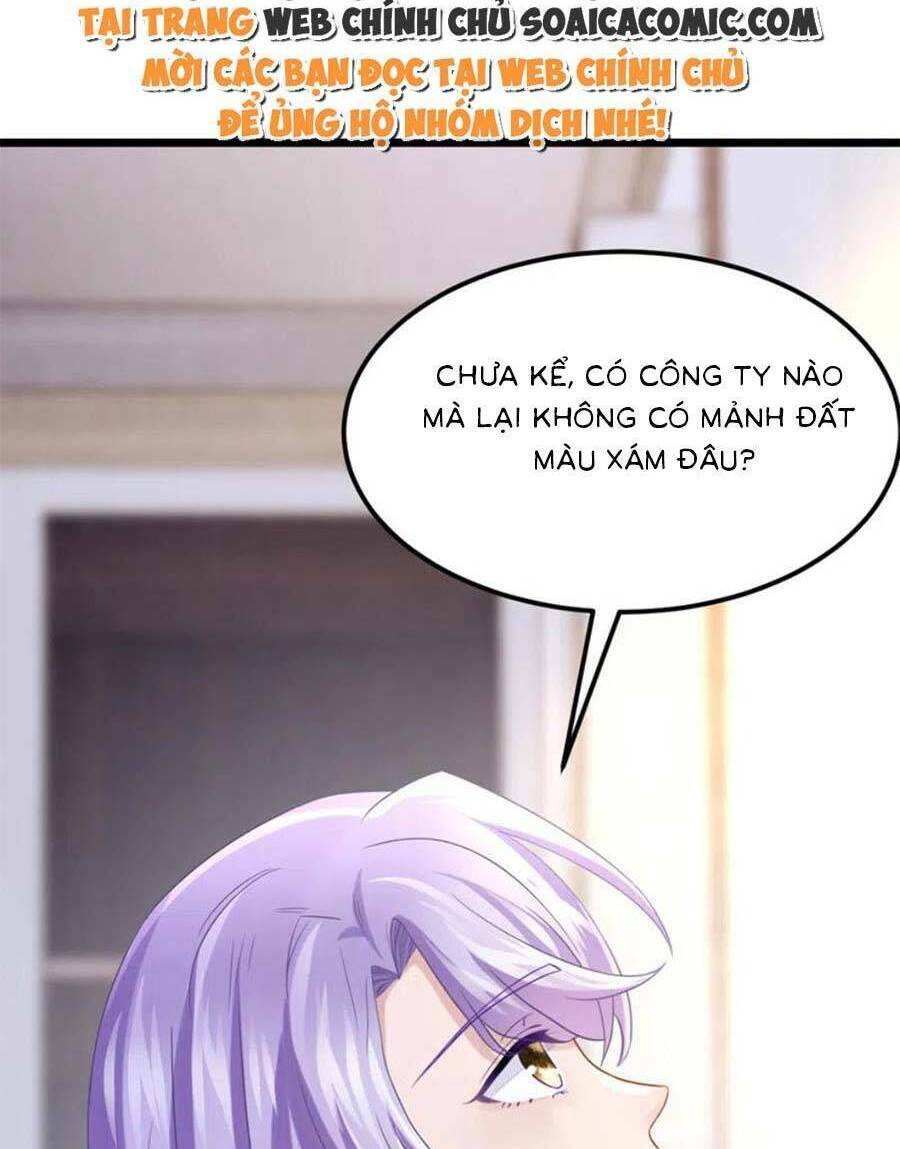 TẠI TRANG WEB CHÍNH CHỦ SOAICACOMIC.COM
MỜI CÁC BẠN ĐỌC TẠI WEB CHÍNH CHỦ
ĐỂ ỦNG HỘ NHÓM DỊCH NHÉ!
CHƯA KỂ, CÓ CÔNG TY NÀO
MÀ LẠI KHÔNG CÓ MẢNH ĐẤT
MÀU XÁM ĐÂU?